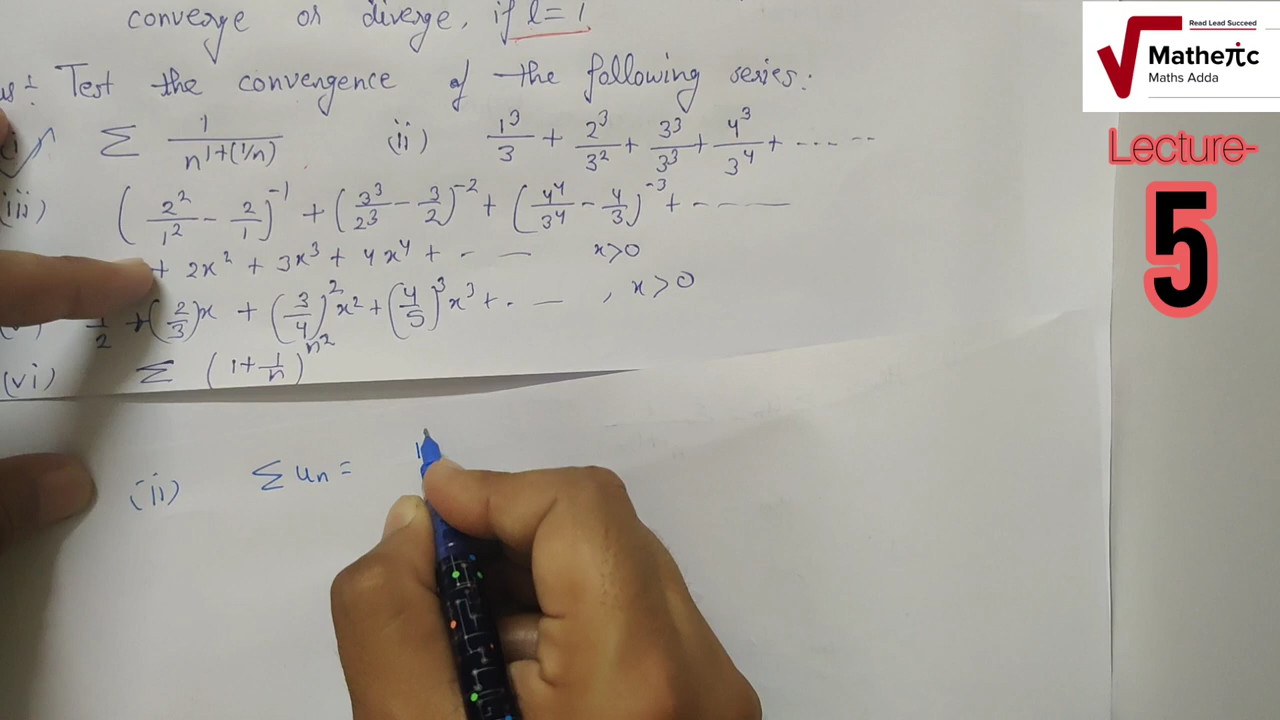 converge or diverge, if l = 1
Test the convergence of the following series:
(i) Σ 1/n^{1+(1/n)} (ii) 1³/3 + 2³/3² + 3³/3³ + 4³/3⁴ + ......
(iii) (2²/1² - 2/1)^{-1} + (3³/2³ - 3/2)^{-2} + (4⁴/3⁴ - 4/3)^{-3} + - - -
+ 2x² + 3x³ + 4x⁴ + - - x>0
1/2 + (2/3)x + (3/4)²x² + (4/5)³x³ + - - , x>0
(vi) Σ (1+1/n)^{n²}
(ii) Σ uₙ = 1
Read Lead Succeed
Matheπc
Maths Adda
Lecture-
5